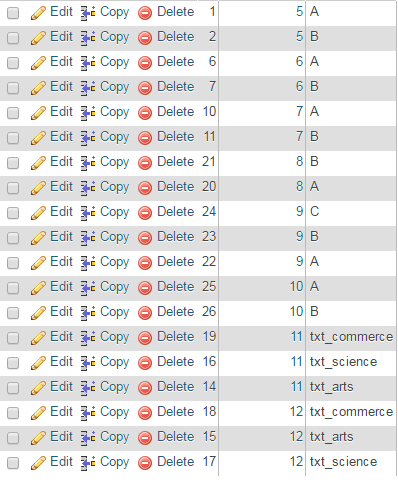 Edit Copy Delete 1 5 A
Edit Copy Delete 2 5 B
Edit Copy Delete 6 6 A
Edit Copy Delete 7 6 B
Edit Copy Delete 10 7 A
Edit Copy Delete 11 7 B
Edit Copy Delete 21 8 B
Edit Copy Delete 20 8 A
Edit Copy Delete 24 9 C
Edit Copy Delete 23 9 B
Edit Copy Delete 22 9 A
Edit Copy Delete 25 10 A
Edit Copy Delete 26 10 B
Edit Copy Delete 19 11 txt_commerce
Edit Copy Delete 16 11 txt_science
Edit Copy Delete 14 11 txt_arts
Edit Copy Delete 18 12 txt_commerce
Edit Copy Delete 15 12 txt_arts
Edit Copy Delete 17 12 txt_science